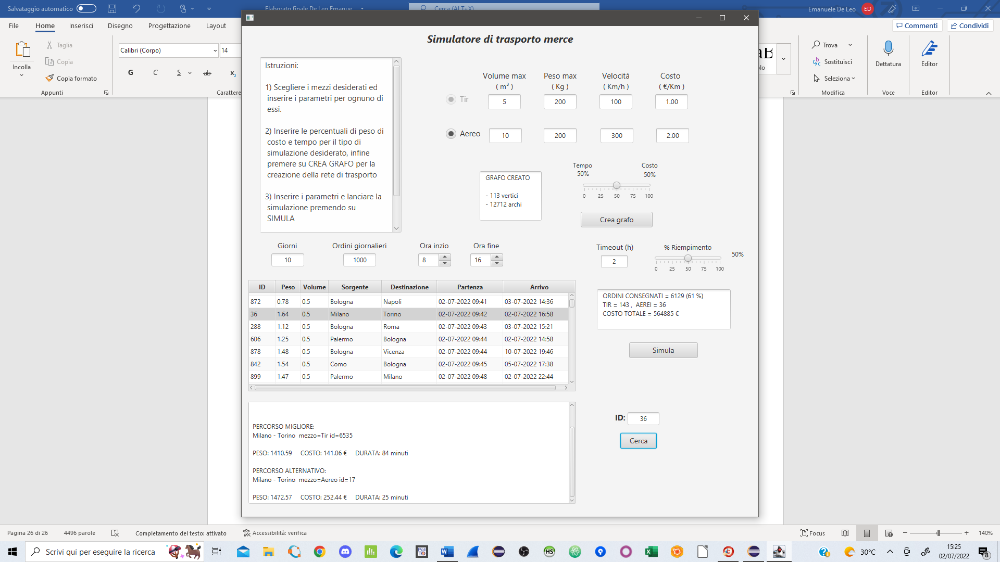 Salvataggio automatico
Elaborato finale De Leo Emanue...
Cerca (ALT+X)
Emanuele De Leo
ED
File
Home
Inserisci
Disegno
Progettazione
Layout
Commenti
Condividi
Incolla
Taglia
Copia
Copia formato
Appunti
Calibri (Corpo)
14
G
C
S
ab
x₂
Carattere
Trova
Sostituisci
Seleziona
Modifica
Dettatura
Voce
Editor
Editor
Simulatore di trasporto merce
Istruzioni:
1) Scegliere i mezzi desiderati ed
inserire i parametri per ognuno di
essi.
2) Inserire le percentuali di peso di
costo e tempo per il tipo di
simulazione desiderato, infine
premere su CREA GRAFO per la
creazione della rete di trasporto
3) Inserire i parametri e lanciare la
simulazione premendo su
SIMULA
Volume max Peso max Velocità Costo
( m³ ) ( Kg ) ( Km/h ) ( €/Km )
Tir 5 200 100 1.00
Aereo 10 200 300 2.00
GRAFO CREATO
- 113 vertici
- 12712 archi
Tempo Costo
50% 50%
0 25 50 75 100
Crea grafo
Giorni Ordini giornalieri Ora inzio Ora fine
10 1000 8 16
Timeout (h) % Riempimento
2 50%
0 25 50 75 100
ID Peso Volume Sorgente Destinazione Partenza Arrivo
872 0.78 0.5 Bologna Napoli 02-07-2022 09:41 03-07-2022 14:36
36 1.64 0.5 Milano Torino 02-07-2022 09:42 02-07-2022 16:58
288 1.12 0.5 Bologna Roma 02-07-2022 09:43 03-07-2022 15:21
606 1.25 0.5 Palermo Bologna 02-07-2022 09:44 02-07-2022 14:58
878 1.48 0.5 Bologna Vicenza 02-07-2022 09:44 10-07-2022 19:46
842 1.54 0.5 Como Bologna 02-07-2022 09:45 05-07-2022 17:38
899 1.47 0.5 Palermo Milano 02-07-2022 09:48 02-07-2022 22:44
ORDINI CONSEGNATI = 6129 (61 %)
TIR = 143 , AEREI = 36
COSTO TOTALE = 564885 €
Simula
PERCORSO MIGLIORE:
Milano - Torino mezzo=Tir id=6535
PESO: 1410.59 COSTO: 141.06 € DURATA: 84 minuti
PERCORSO ALTERNATIVO:
Milano - Torino mezzo=Aereo id=17
PESO: 1472.57 COSTO: 252.44 € DURATA: 25 minuti
ID: 36
Cerca
Pagina 26 di 26
4496 parole
Completamento del testo: attivato
Accessibilità: verifica
Focus
140%
Scrivi qui per eseguire la ricerca
Poli
TO
HS
30°C
15:25
02/07/2022
8